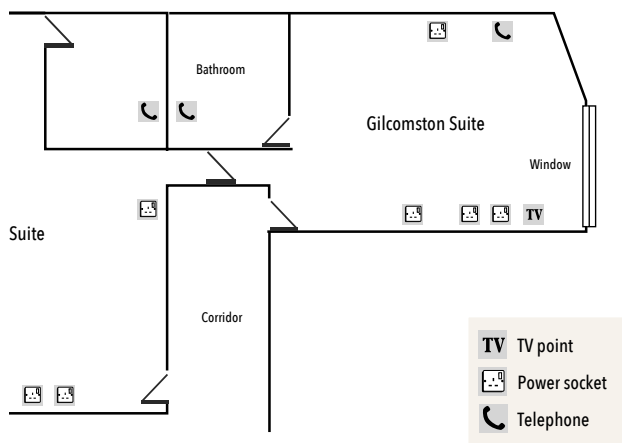 Bathroom
Gilcomston Suite
Window
Suite
TV
Corridor
TV TV point
Power socket
Telephone